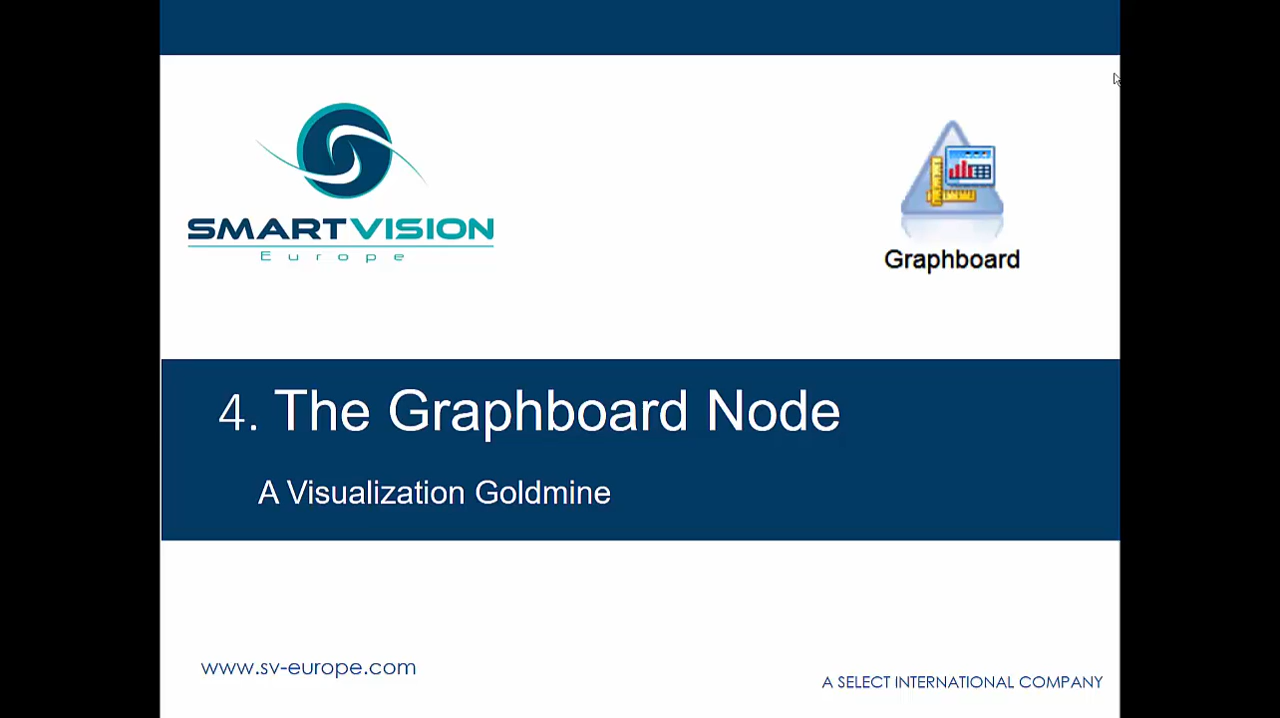 SMARTVISION
Europe
Graphboard
4. The Graphboard Node
A Visualization Goldmine
www.sv-europe.com
A SELECT INTERNATIONAL COMPANY